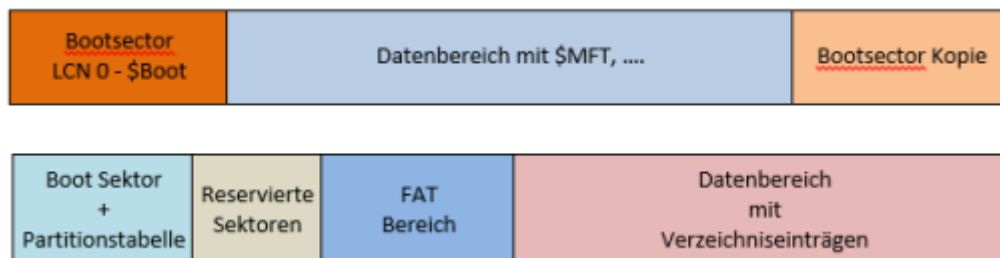 Bootsector
LCN 0 - $Boot
Datenbereich mit $MFT, ....
Bootsector Kopie
Boot Sektor
+
Partitionstabelle
Reservierte
Sektoren
FAT
Bereich
Datenbereich
mit
Verzeichniseinträgen